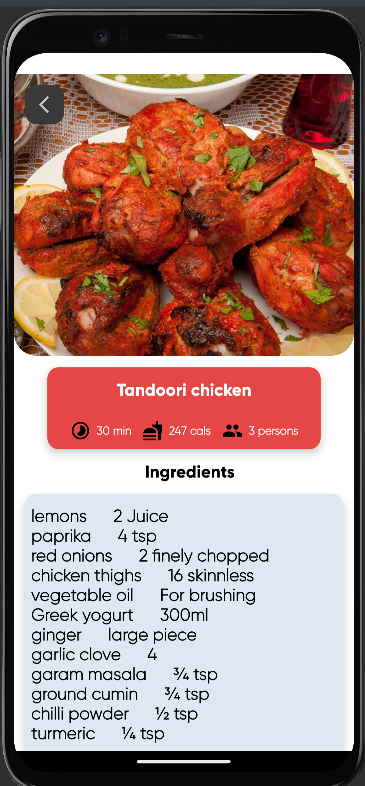 Tandoori chicken
30 min 247 cals 3 persons
Ingredients
lemons 2 Juice
paprika 4 tsp
red onions 2 finely chopped
chicken thighs 16 skinnless
vegetable oil For brushing
Greek yogurt 300ml
ginger large piece
garlic clove 4
garam masala ¾ tsp
ground cumin ¾ tsp
chilli powder ½ tsp
turmeric ¼ tsp